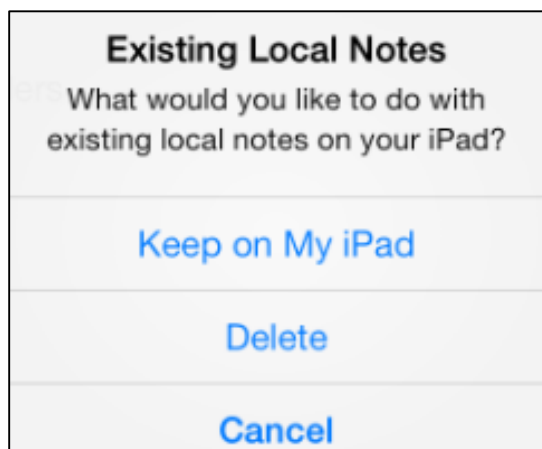 Existing Local Notes
What would you like to do with
existing local notes on your iPad?
Keep on My iPad
Delete
Cancel